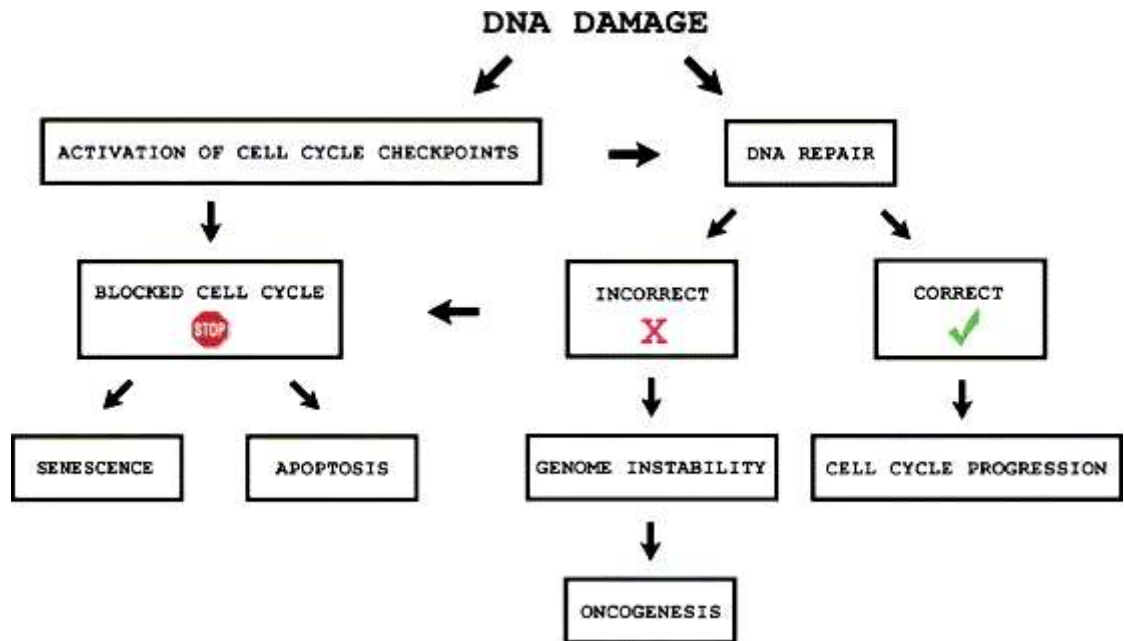 DNA DAMAGE
ACTIVATION OF CELL CYCLE CHECKPOINTS
DNA REPAIR
BLOCKED CELL CYCLE
STOP
INCORRECT
X
CORRECT
SENESCENCE
APOPTOSIS
GENOME INSTABILITY
CELL CYCLE PROGRESSION
ONCOGENESIS